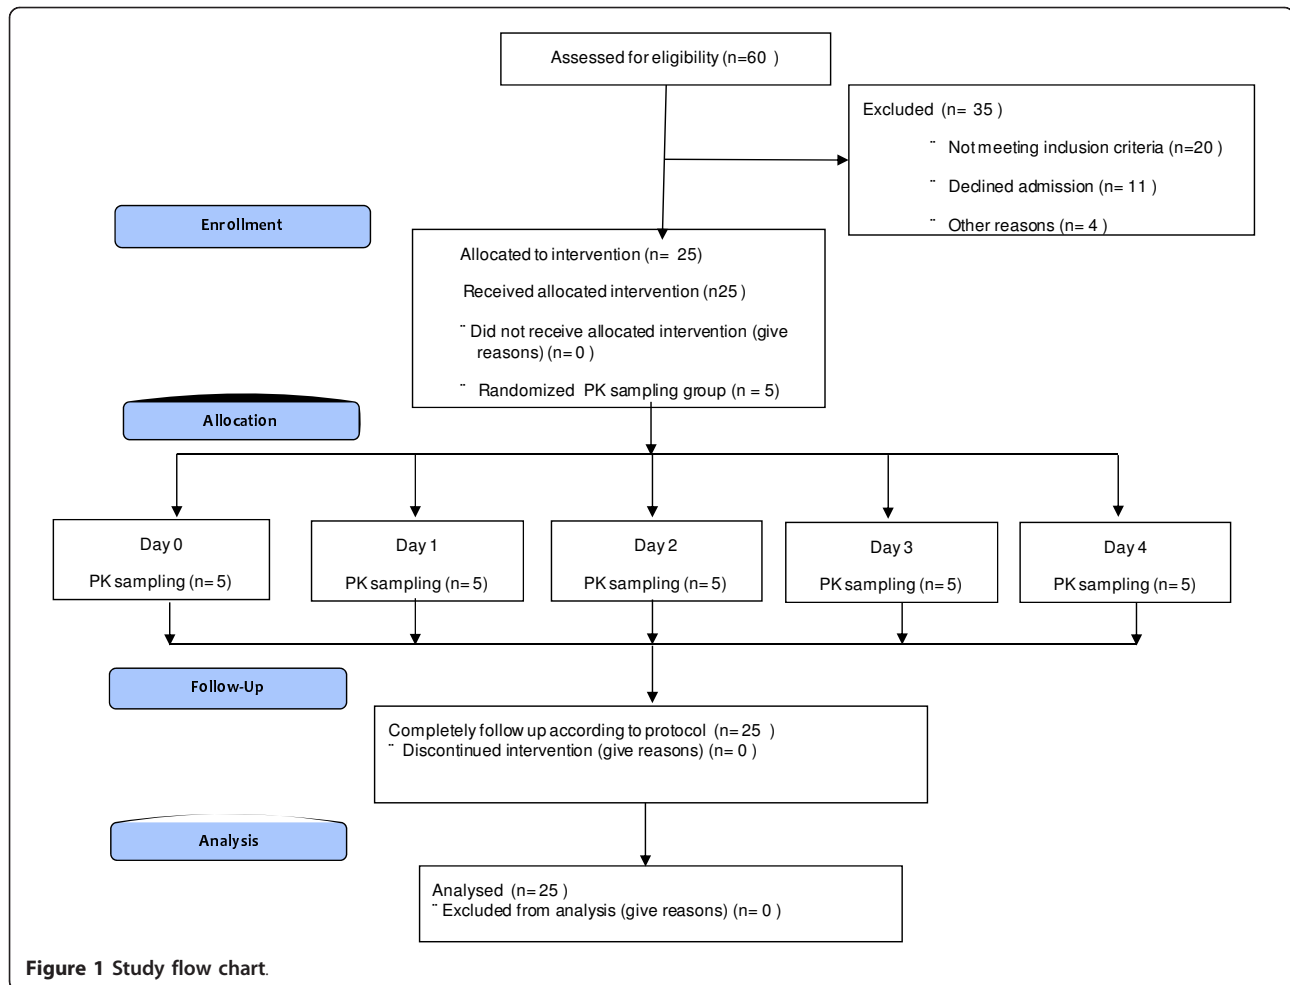 Assessed for eligibility (n=60 )
Excluded (n= 35 )
¨ Not meeting inclusion criteria (n=20 )
¨ Declined admission (n= 11 )
¨ Other reasons (n= 4 )
Enrollment
Allocated to intervention (n= 25)
Received allocated intervention (n25 )
¨ Did not receive allocated intervention (give
reasons) (n= 0 )
¨ Randomized PK sampling group (n = 5)
Allocation
Day 0
PK sampling (n= 5)
Day 1
PK sampling (n= 5)
Day 2
PK sampling (n= 5)
Day 3
PK sampling (n= 5)
Day 4
PK sampling (n= 5)
Follow-Up
Completely follow up according to protocol (n= 25 )
¨ Discontinued intervention (give reasons) (n= 0 )
Analysis
Analysed (n= 25 )
¨ Excluded from analysis (give reasons) (n= 0 )
Figure 1 Study flow chart.